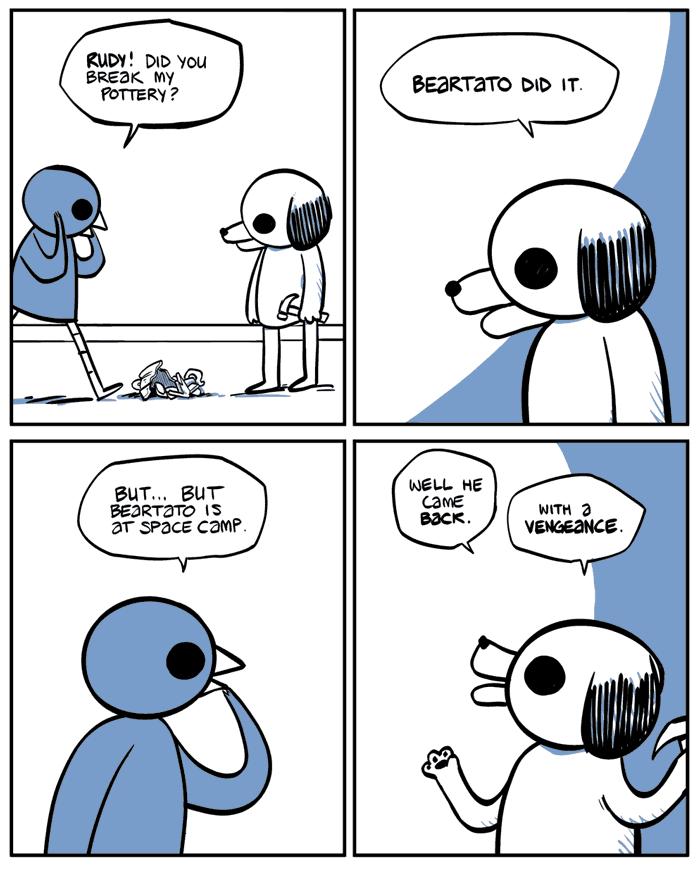 RUDY! DID YOU
BREAK MY
POTTERY?
BEARTATO DID IT.
BUT... BUT
BEARTATO IS
AT SPACE CAMP.
WELL HE
CAME
BACK.
WITH A
VENGEANCE.